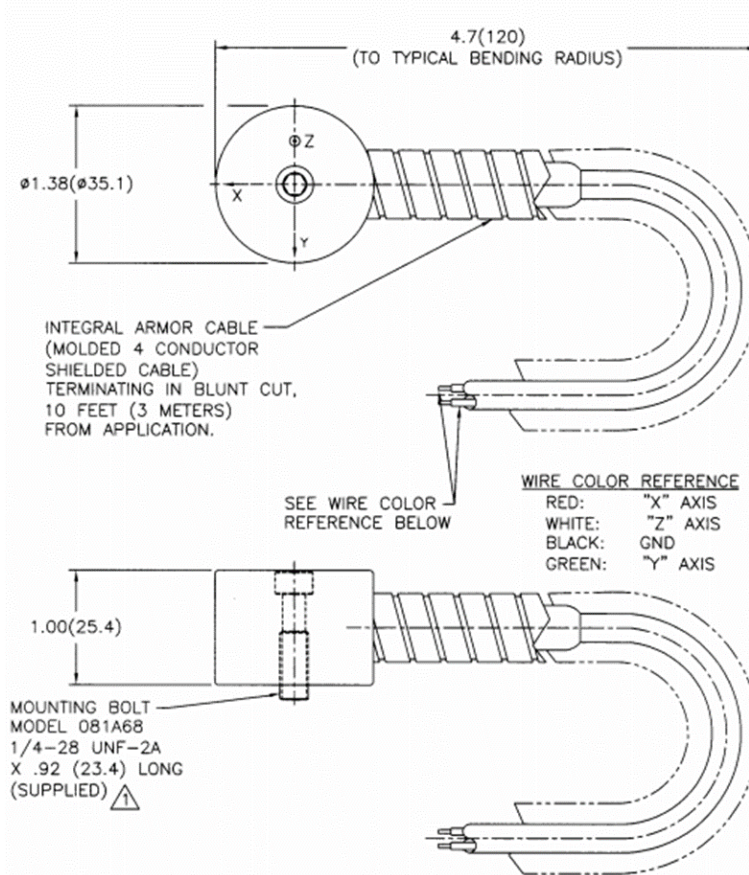 4.7(120)
(TO TYPICAL BENDING RADIUS)
Z
ø1.38(ø35.1)
X
Y
INTEGRAL ARMOR CABLE
(MOLDED 4 CONDUCTOR
SHIELDED CABLE)
TERMINATING IN BLUNT CUT,
10 FEET (3 METERS)
FROM APPLICATION.
SEE WIRE COLOR
REFERENCE BELOW
WIRE COLOR REFERENCE
RED: "X" AXIS
WHITE: "Z" AXIS
BLACK: GND
GREEN: "Y" AXIS
1.00(25.4)
MOUNTING BOLT
MODEL 081A68
1/4-28 UNF-2A
X .92 (23.4) LONG
(SUPPLIED) 1